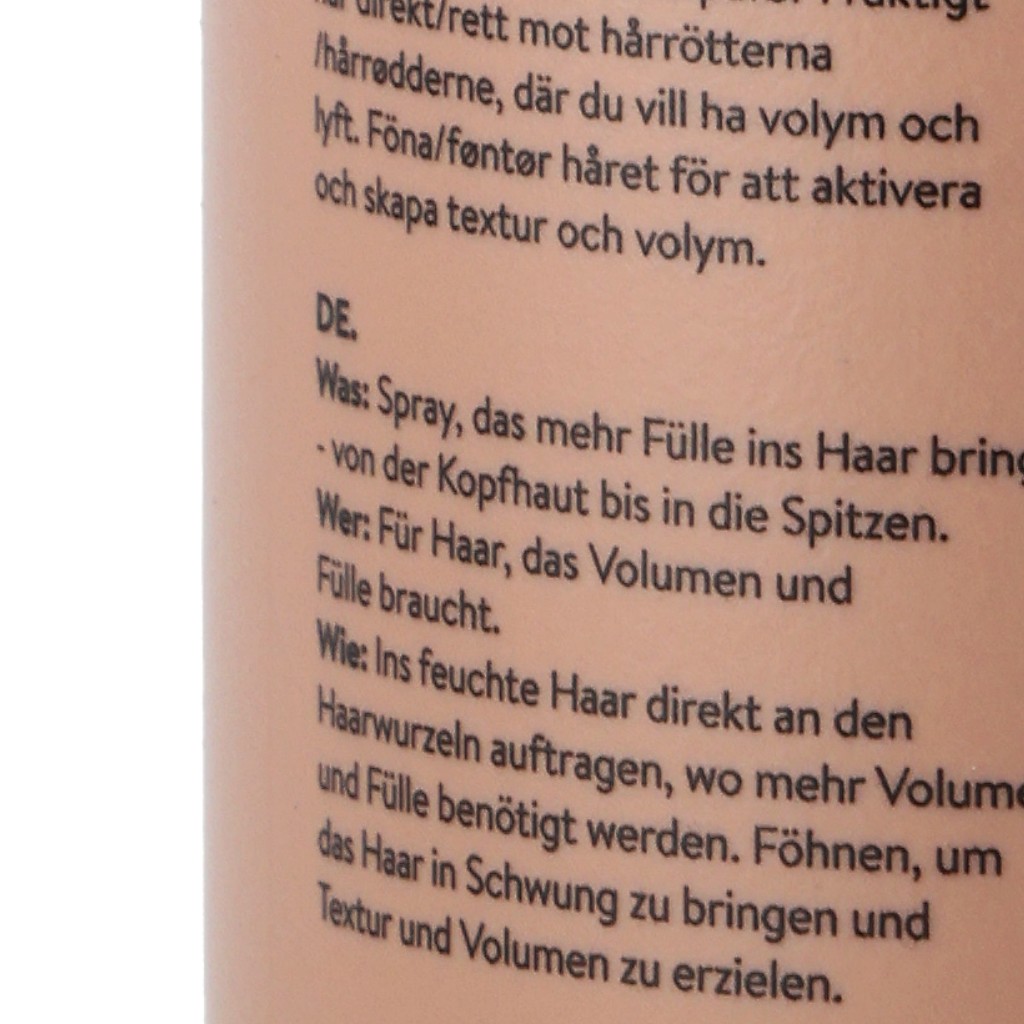 direkt/rett mot hårrötterna
/hårrødderne, där du vill ha volym och
lyft. Föna/føntør håret för att aktivera
och skapa textur och volym.
DE.
Was: Spray, das mehr Fülle ins Haar bring
- von der Kopfhaut bis in die Spitzen.
Wer: Für Haar, das Volumen und
Fülle braucht.
Wie: Ins feuchte Haar direkt an den
Haarwurzeln auftragen, wo mehr Volume
und Fülle benötigt werden. Föhnen, um
das Haar in Schwung zu bringen und
Textur und Volumen zu erzielen.